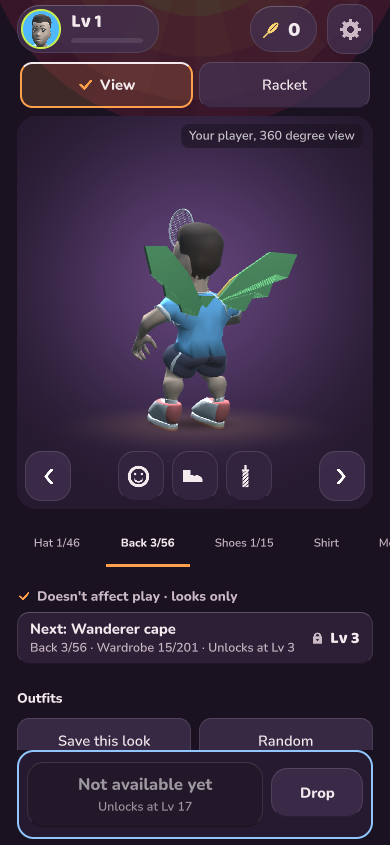 Lv 1
0
View
Racket
Your player, 360 degree view
Hat 1/46
Back 3/56
Shoes 1/15
Shirt
Doesn't affect play · looks only
Next: Wanderer cape
Back 3/56 · Wardrobe 15/201 · Unlocks at Lv 3
Lv 3
Outfits
Save this look
Random
Not available yet
Unlocks at Lv 17
Drop